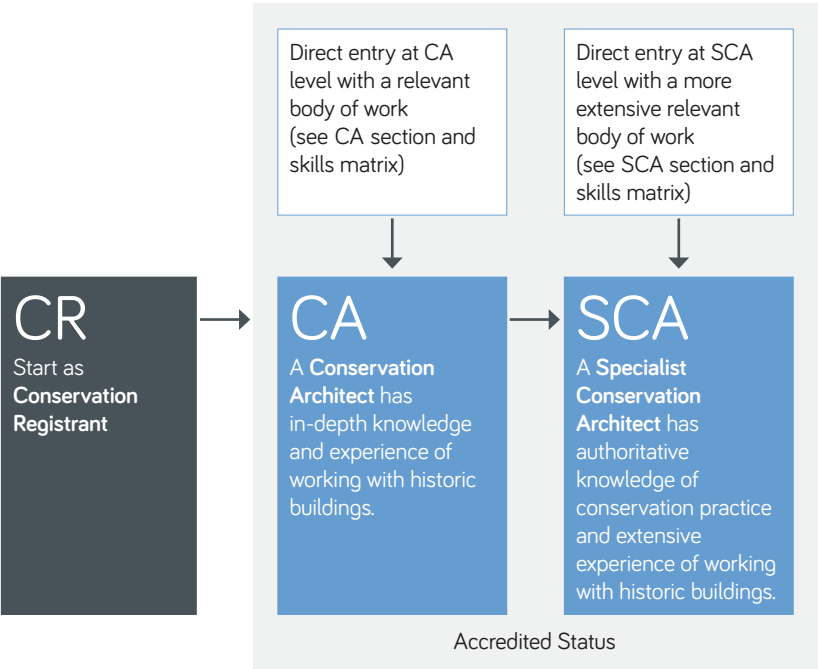 Direct entry at CA
level with a relevant
body of work
(see CA section and
skills matrix)
Direct entry at SCA
level with a more
extensive relevant
body of work
(see SCA section and
skills matrix)
CR
Start as
Conservation
Registrant
CA
A Conservation
Architect has
in-depth knowledge
and experience of
working with historic
buildings.
SCA
A Specialist
Conservation
Architect has
authoritative
knowledge of
conservation practice
and extensive
experience of working
with historic buildings.
Accredited Status